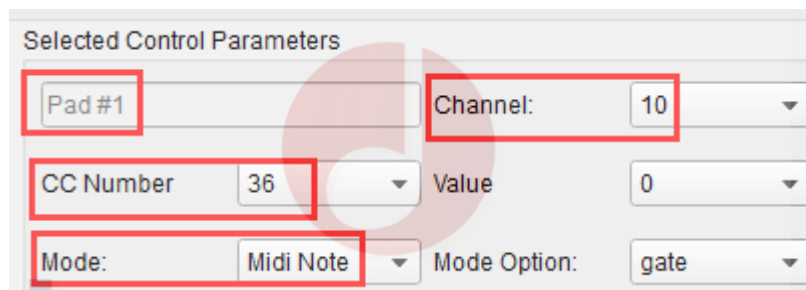 Selected Control Parameters
Pad #1 Channel: 10
CC Number 36 Value 0
Mode: Midi Note Mode Option: gate